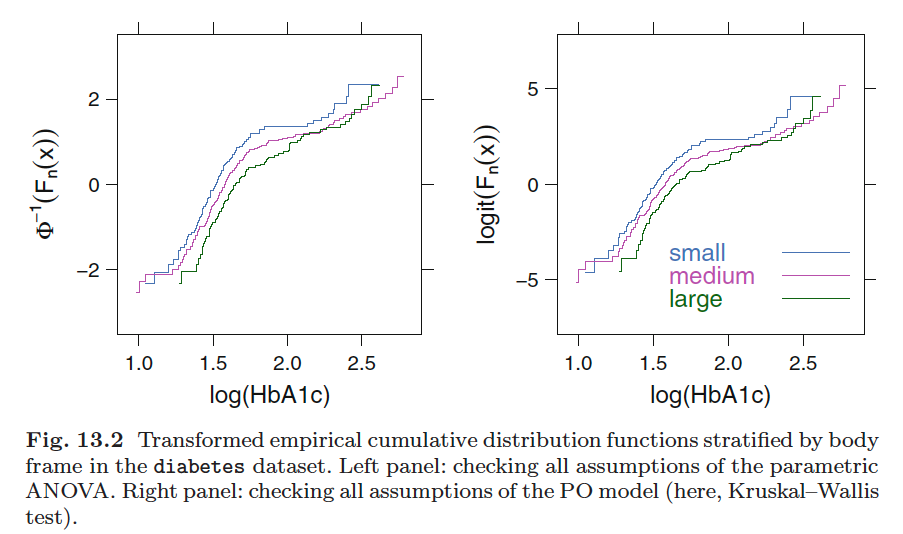 Φ⁻¹(Fₙ(x))
2
0
−2
1.0 1.5 2.0 2.5
log(HbA1c)
logit(Fₙ(x))
5
0
−5
small
medium
large
1.0 1.5 2.0 2.5
log(HbA1c)
Fig. 13.2 Transformed empirical cumulative distribution functions stratified by body
frame in the diabetes dataset. Left panel: checking all assumptions of the parametric
ANOVA. Right panel: checking all assumptions of the PO model (here, Kruskal–Wallis
test).